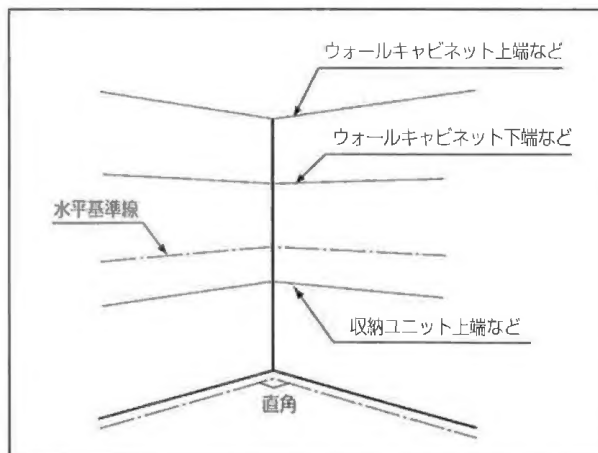 ウォールキャビネット上端など
ウォールキャビネット下端など
水平基準線
収納ユニット上端など
直角